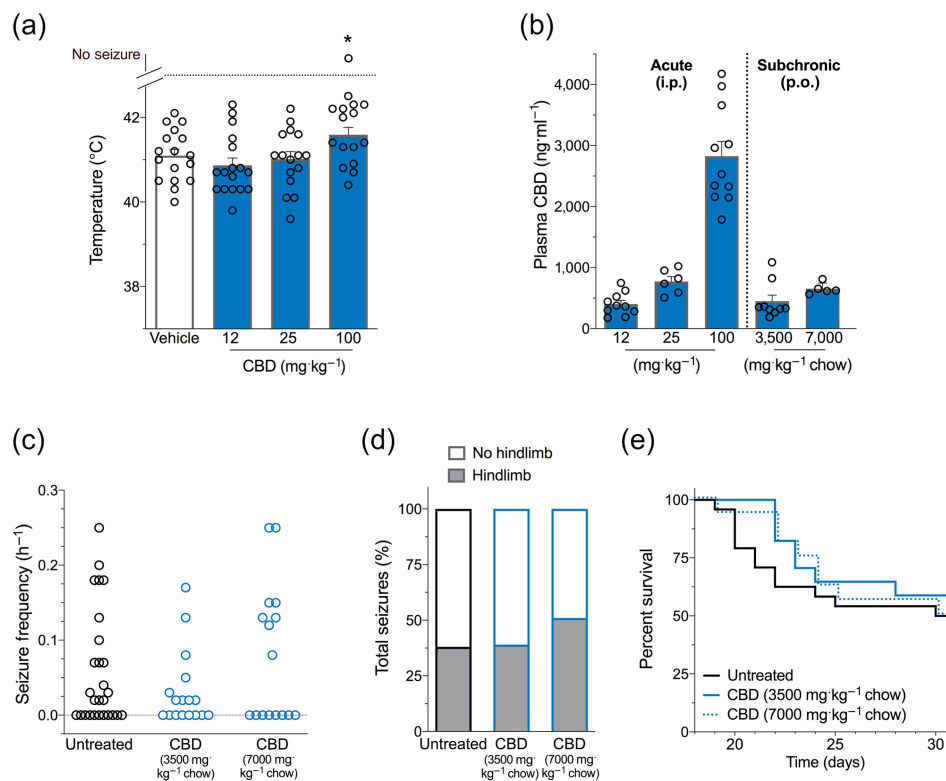 (a)
No seizure
*
42
40
38
Temperature (°C)
Vehicle
12
25
100
CBD (mg·kg−1)
(b)
Acute
(i.p.)
Subchronic
(p.o.)
4,000
3,000
2,000
1,000
0
Plasma CBD (ng·ml−1)
12
25
100
3,500
7,000
(mg·kg−1)
(mg·kg−1 chow)
(c)
0.3
0.2
0.1
0.0
Seizure frequency (h−1)
Untreated
CBD
(3500 mg·
kg−1 chow)
CBD
(7000 mg·
kg−1 chow)
(d)
No hindlimb
Hindlimb
100
75
50
25
0
Total seizures (%)
Untreated
CBD
(3500 mg·
kg−1 chow)
CBD
(7000 mg·
kg−1 chow)
(e)
100
75
50
25
0
Percent survival
Untreated
CBD (3500 mg·kg−1 chow)
CBD (7000 mg·kg−1 chow)
20
25
30
Time (days)